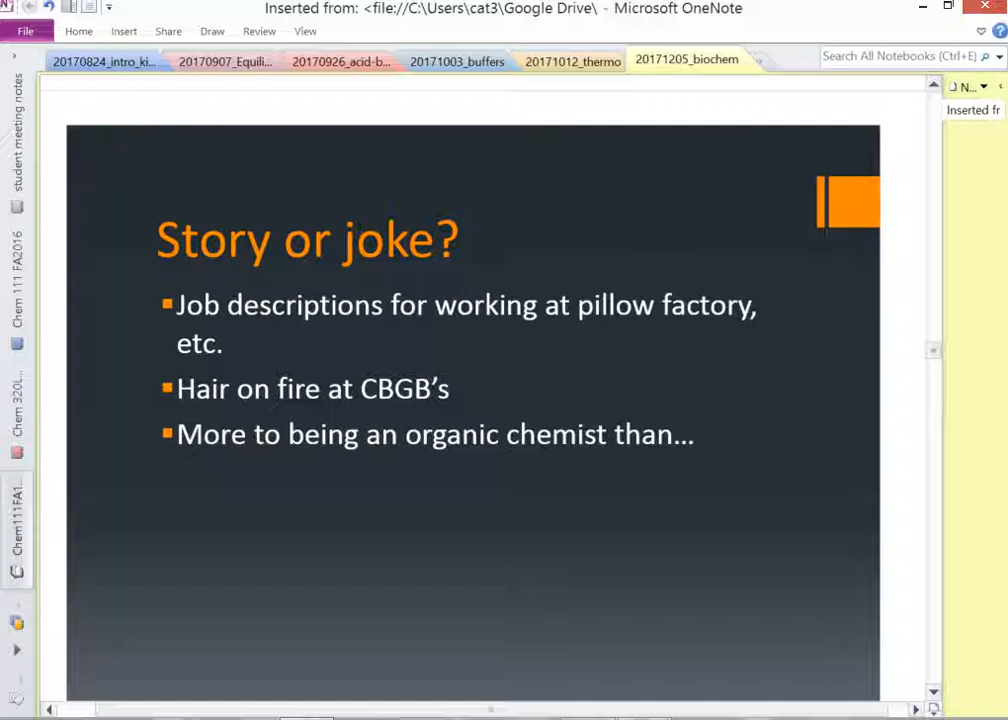 Inserted from: <file://C:\Users\cat3\Google Drive\ - Microsoft OneNote
File Home Insert Share Draw Review View
20170824_intro_ki... 20170907_Equili... 20170926_acid-b... 20171003_buffers 20171012_thermo 20171205_biochem
Search All Notebooks (Ctrl+E)
N...
Inserted fr
student meeting notes
Chem 111 FA2016
Chem 320L...
Chem111FA1...
Story or joke?
Job descriptions for working at pillow factory,
etc.
Hair on fire at CBGB’s
More to being an organic chemist than…